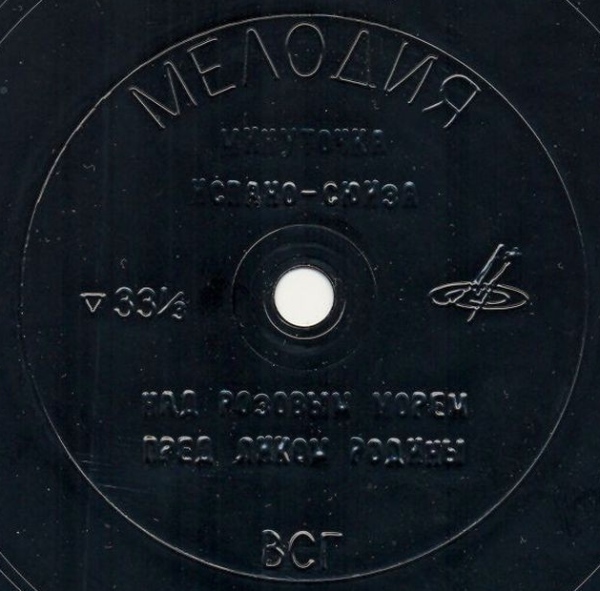 МЕЛОДИЯ
МИНУТОЧКА
ИСПАНО-СЮИЗА
▽ 33⅓
НАД РОЗОВЫМ МОРЕМ
ПРЕД ЛИКОМ РОДИНЫ
ВСГ